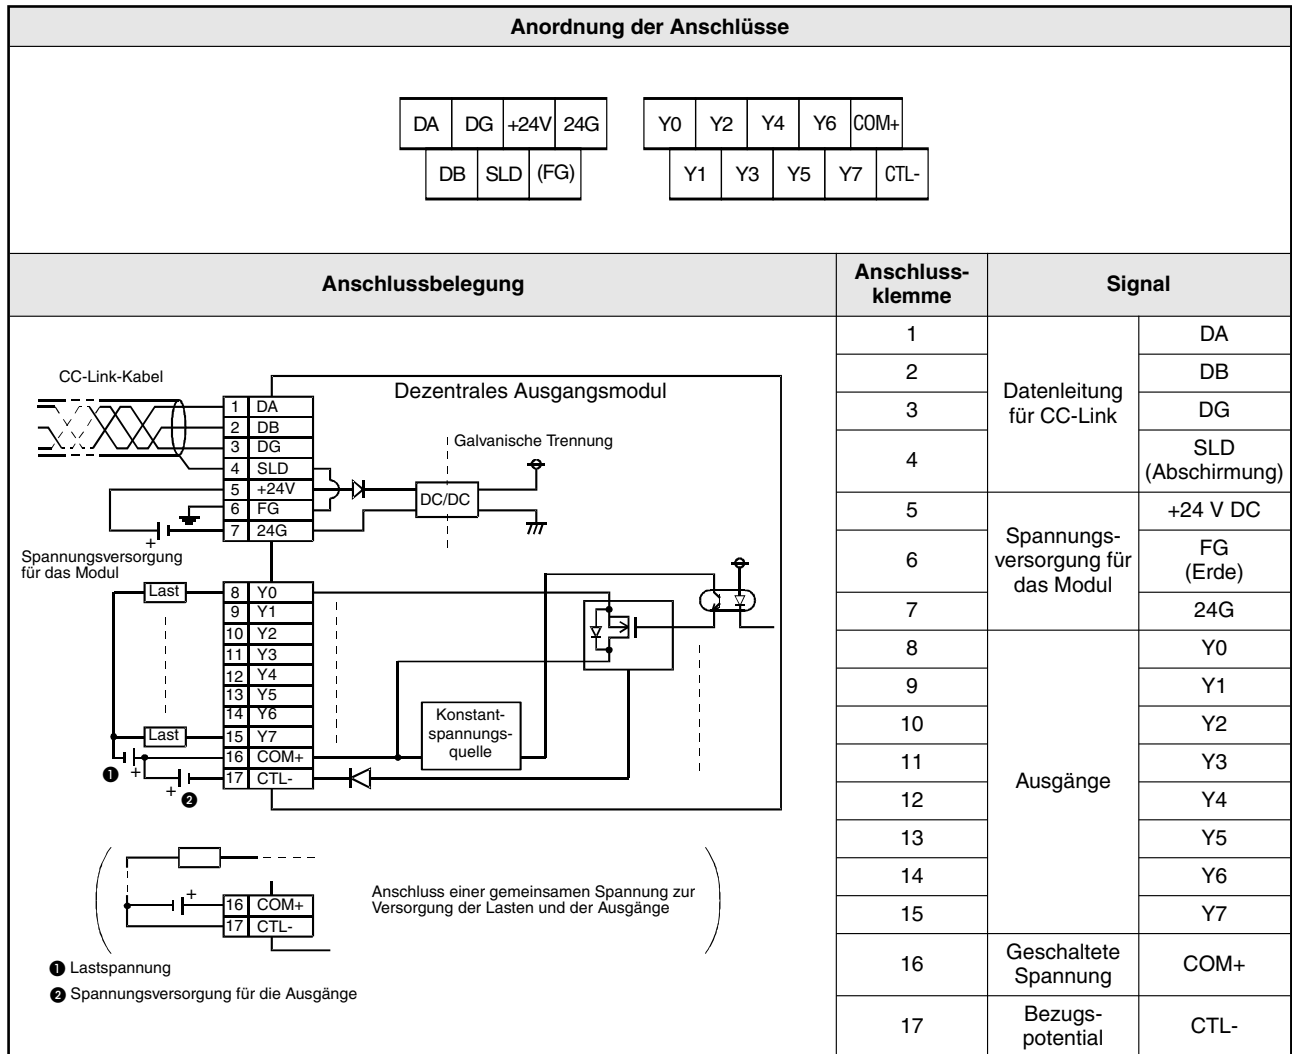 Anordnung der Anschlüsse
DA DG +24V 24G Y0 Y2 Y4 Y6 COM+
DB SLD (FG) Y1 Y3 Y5 Y7 CTL-
Anschlussbelegung
Anschluss-
klemme
Signal
CC-Link-Kabel
Dezentrales Ausgangsmodul
1 DA
2 DB
3 DG
4 SLD
5 +24V
6 FG
7 24G
Galvanische Trennung
DC/DC
+
Spannungsversorgung
für das Modul
Last
8 Y0
9 Y1
10 Y2
11 Y3
12 Y4
13 Y5
14 Y6
Last
15 Y7
16 COM+
17 CTL-
Konstant-
spannungs-
quelle
❶ +
+ ❷
+
16 COM+
17 CTL-
Anschluss einer gemeinsamen Spannung zur
Versorgung der Lasten und der Ausgänge
❶ Lastspannung
❷ Spannungsversorgung für die Ausgänge
1
Datenleitung
für CC-Link
DA
2 DB
3 DG
4 SLD
(Abschirmung)
5
Spannungs-
versorgung für
das Modul
+24 V DC
6 FG
(Erde)
7 24G
8
Ausgänge
Y0
9 Y1
10 Y2
11 Y3
12 Y4
13 Y5
14 Y6
15 Y7
16
Geschaltete
Spannung
COM+
17
Bezugs-
potential
CTL-